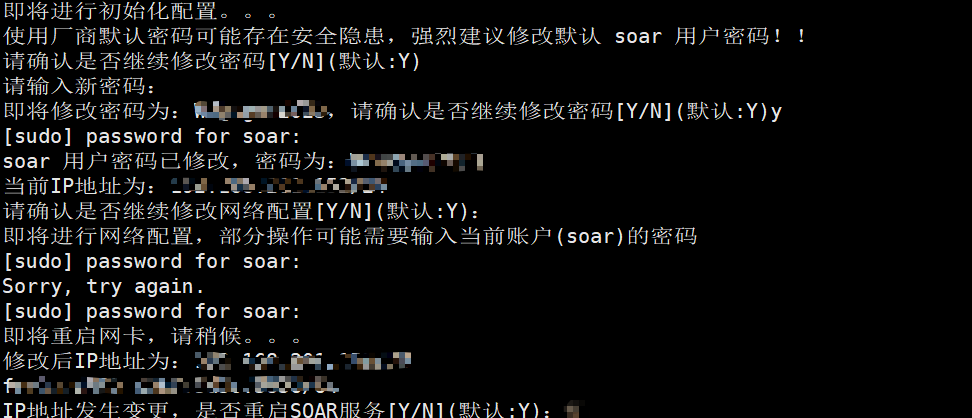 即将进行初始化配置。。。
使用厂商默认密码可能存在安全隐患，强烈建议修改默认 soar 用户密码！！
请确认是否继续修改密码[Y/N](默认:Y)
请输入新密码：
即将修改密码为： ，请确认是否继续修改密码[Y/N](默认:Y)y
[sudo] password for soar:
soar 用户密码已修改，密码为：
当前IP地址为：
请确认是否继续修改网络配置[Y/N](默认:Y)：
即将进行网络配置，部分操作可能需要输入当前账户(soar)的密码
[sudo] password for soar:
Sorry, try again.
[sudo] password for soar:
即将重启网卡，请稍候。。。
修改后IP地址为：
IP地址发生变更，是否重启SOAR服务[Y/N](默认:Y)：